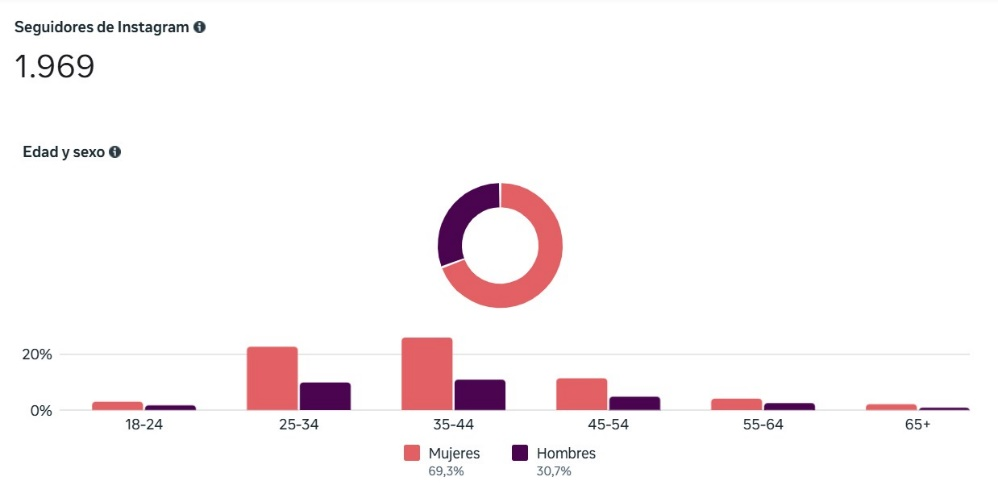 Seguidores de Instagram
1.969
Edad y sexo
20%
0%
18-24 25-34 35-44 45-54 55-64 65+
Mujeres Hombres
69,3% 30,7%